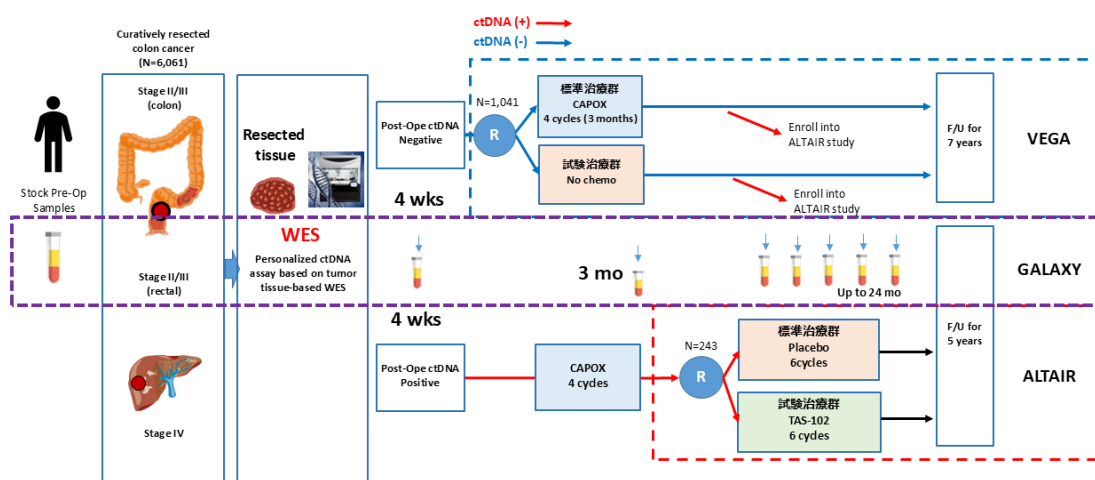 ctDNA (+)
ctDNA (-)
Curatively resected
colon cancer
(N=6,061)
Stage II/III
(colon)
Stock Pre-Op
Samples
Stage II/III
(rectal)
Stage IV
Resected
tissue
WES
Personalized ctDNA
assay based on tumor
tissue-based WES
Post-Ope ctDNA
Negative
4 wks
N=1,041
R
標準治療群
CAPOX
4 cycles (3 months)
試験治療群
No chemo
Enroll into
ALTAIR study
Enroll into
ALTAIR study
F/U for
7 years
VEGA
3 mo
Up to 24 mo
GALAXY
4 wks
Post-Ope ctDNA
Positive
CAPOX
4 cycles
N=243
R
標準治療群
Placebo
6cycles
試験治療群
TAS-102
6 cycles
F/U for
5 years
ALTAIR